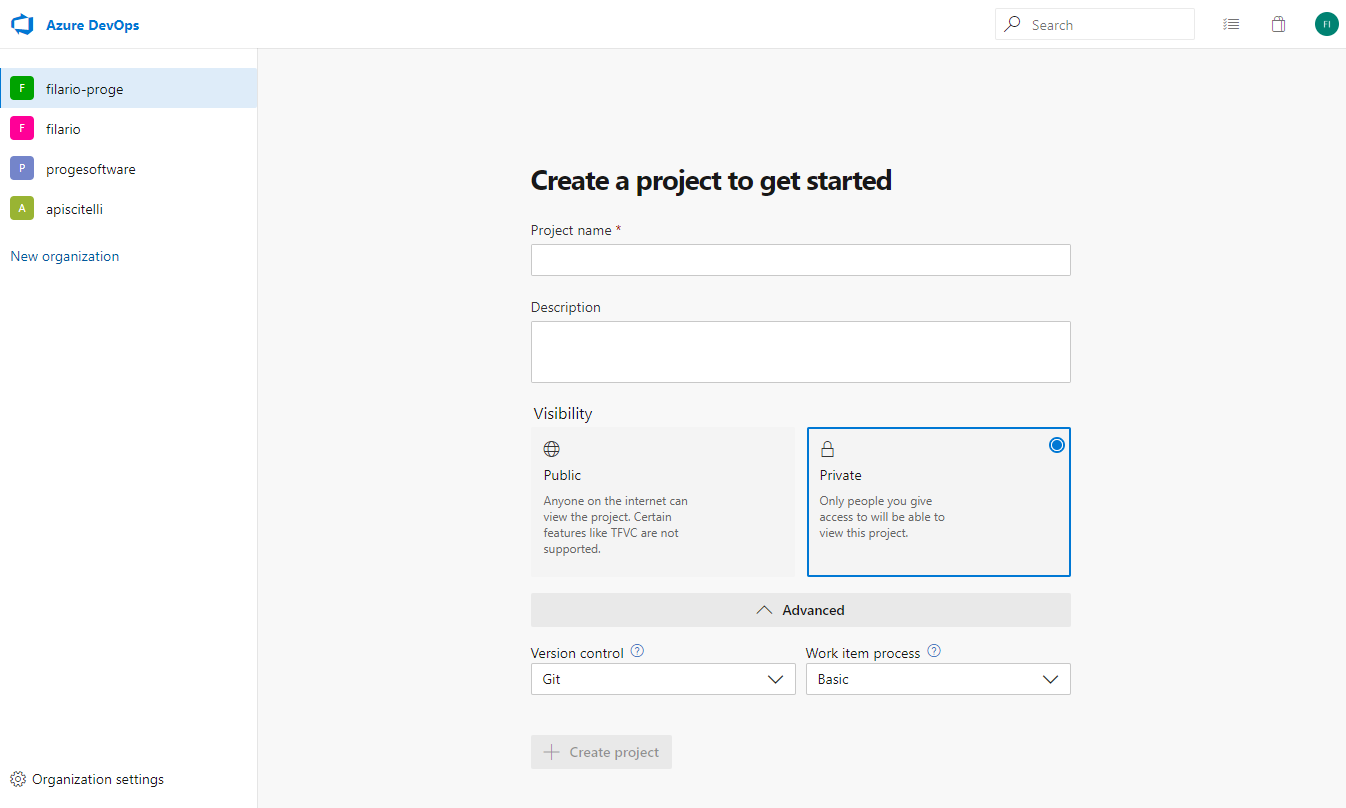 Azure DevOps
Search
FI
F filario-proge
F filario
P progesoftware
A apiscitelli
New organization
Organization settings
Create a project to get started
Project name *
Description
Visibility
Public
Anyone on the internet can
view the project. Certain
features like TFVC are not
supported.
Private
Only people you give
access to will be able to
view this project.
Advanced
Version control ?
Git
Work item process ?
Basic
Create project